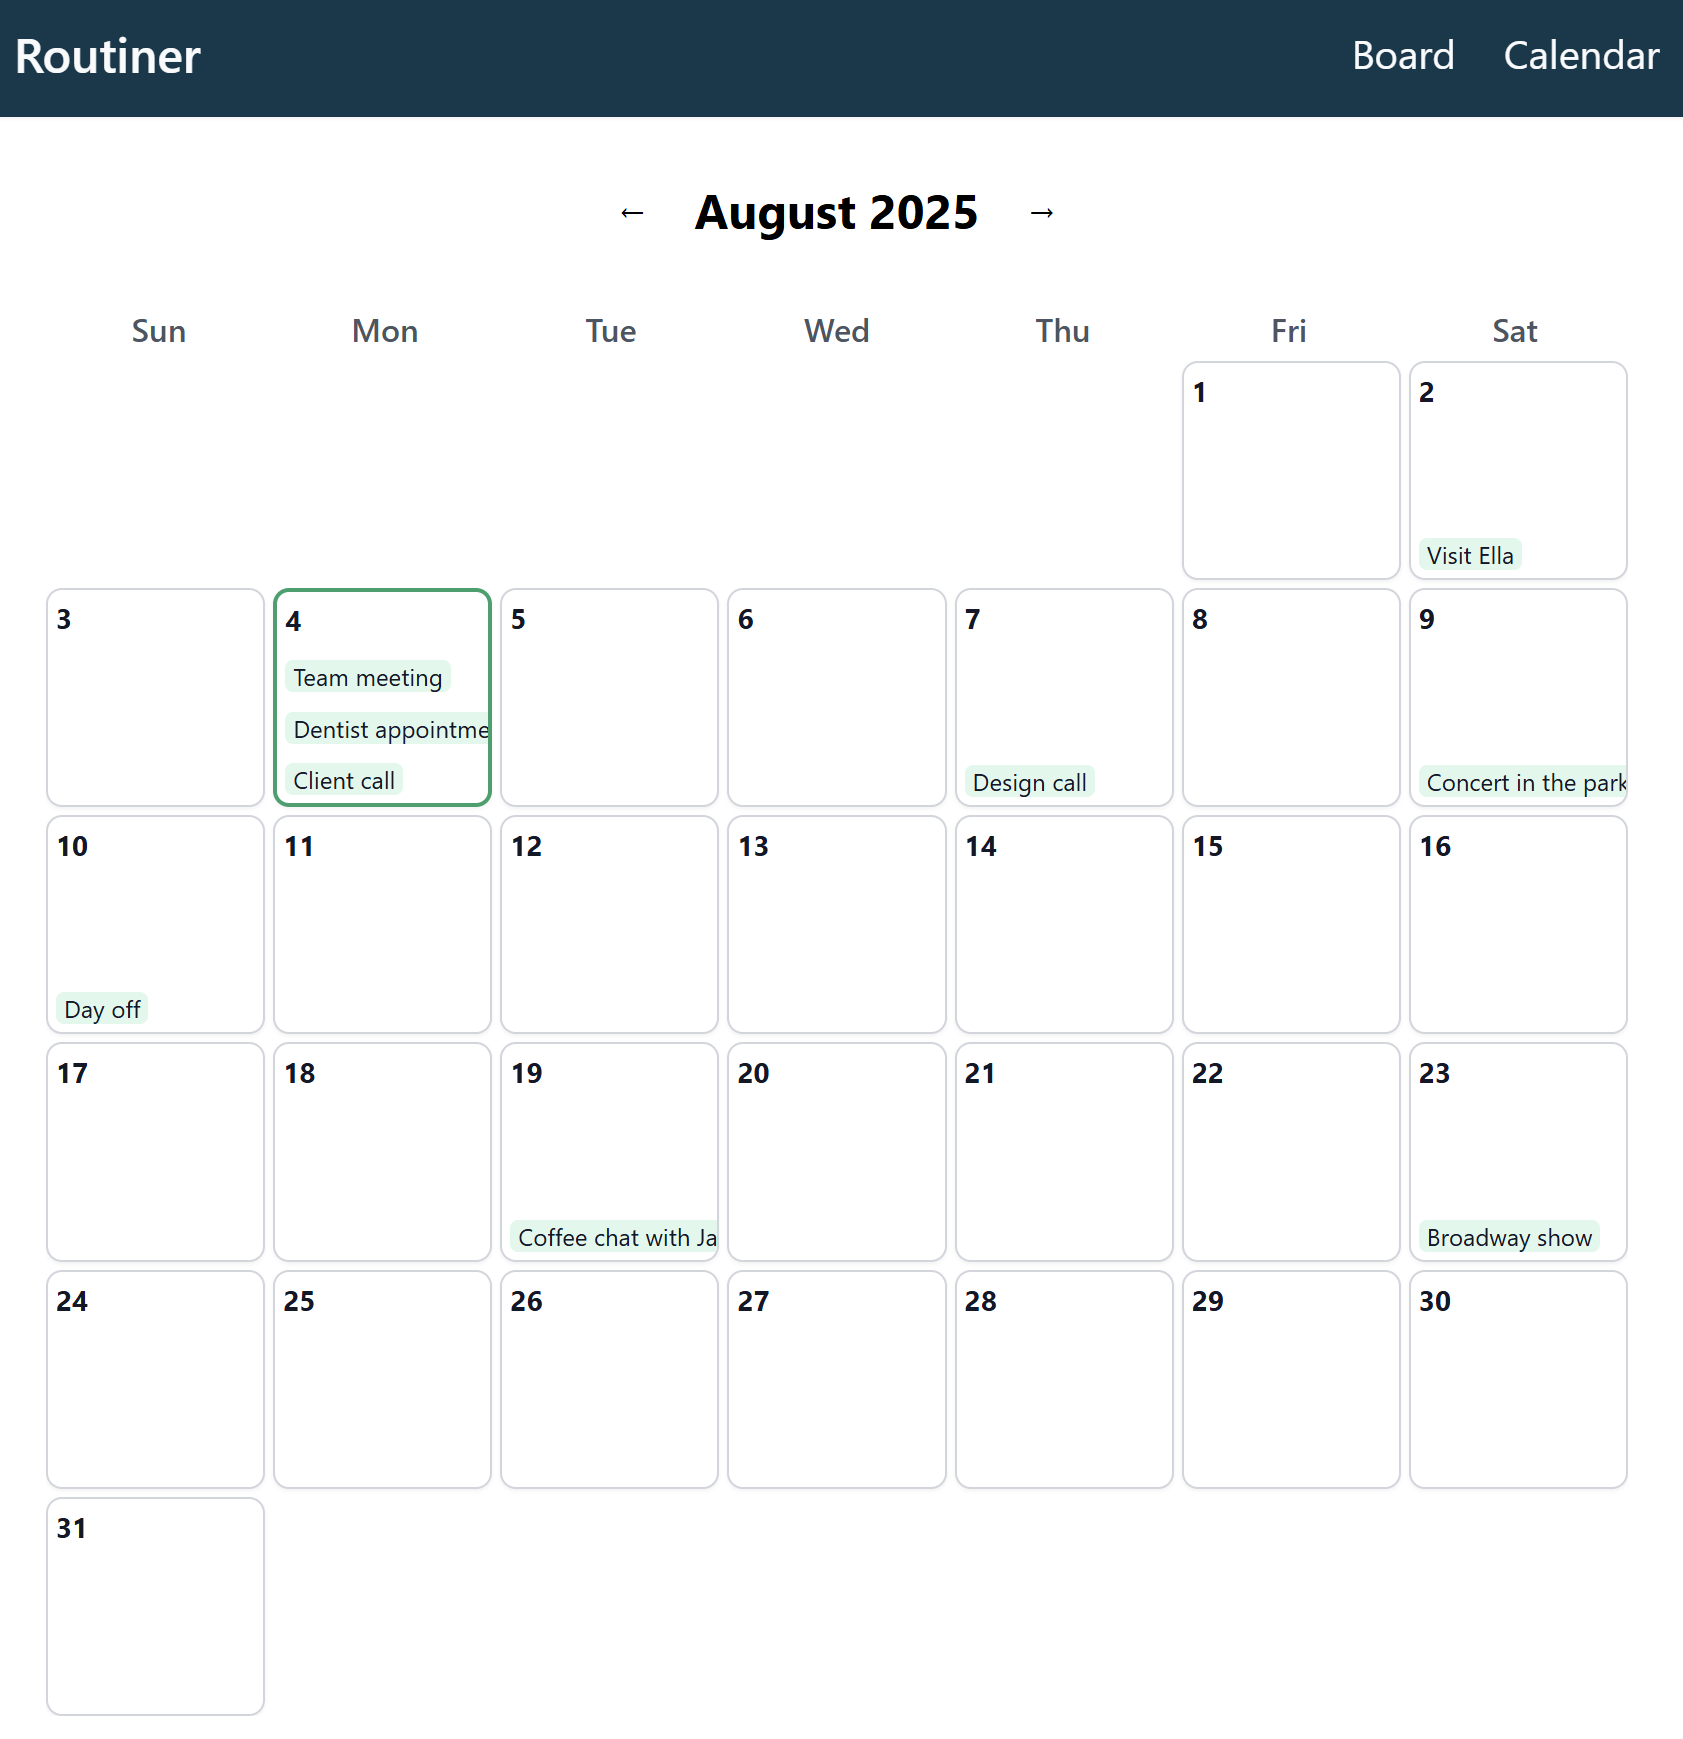 Routiner
Board Calendar
← August 2025 →
Sun Mon Tue Wed Thu Fri Sat
1
2
Visit Ella
3
4
Team meeting
Dentist appointme
Client call
5
6
7
Design call
8
9
Concert in the park
10
Day off
11
12
13
14
15
16
17
18
19
Coffee chat with Ja
20
21
22
23
Broadway show
24
25
26
27
28
29
30
31